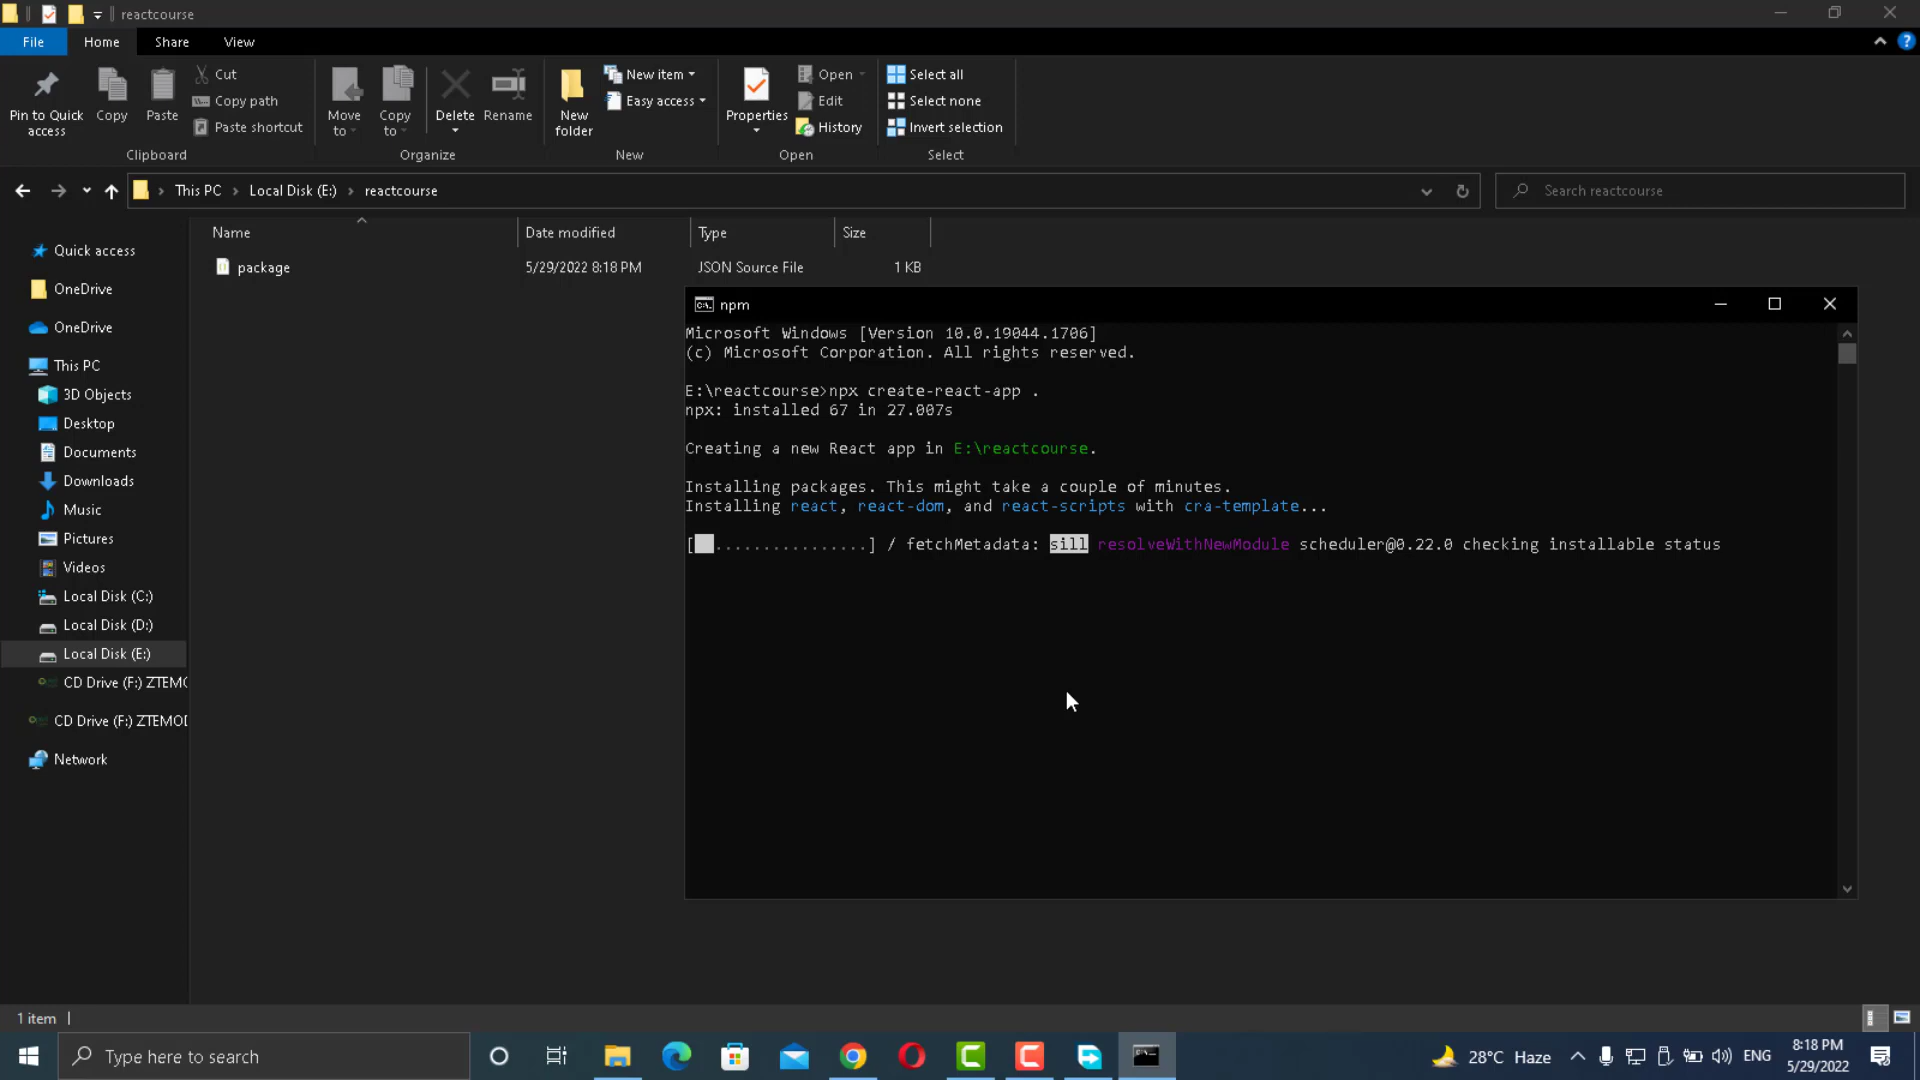 reactcourse
File Home Share View
Pin to Quick access
Copy
Paste
Cut
Copy path
Paste shortcut
Clipboard
Move to
Copy to
Delete
Rename
Organize
New folder
New item
Easy access
New
Properties
Open
Edit
History
Open
Select all
Select none
Invert selection
Select
This PC > Local Disk (E:) > reactcourse
Search reactcourse
Name Date modified Type Size
package 5/29/2022 8:18 PM JSON Source File 1 KB
Quick access
OneDrive
OneDrive
This PC
3D Objects
Desktop
Documents
Downloads
Music
Pictures
Videos
Local Disk (C:)
Local Disk (D:)
Local Disk (E:)
CD Drive (F:) ZTEMO
CD Drive (F:) ZTEMO
Network
npm
Microsoft Windows [Version 10.0.19044.1706]
(c) Microsoft Corporation. All rights reserved.
E:\reactcourse>npx create-react-app .
npx: installed 67 in 27.007s
Creating a new React app in E:\reactcourse.
Installing packages. This might take a couple of minutes.
Installing react, react-dom, and react-scripts with cra-template...
[ ................] / fetchMetadata: sill resolveWithNewModule scheduler@0.22.0 checking installable status
1 item
Type here to search
28°C Haze
ENG
8:18 PM
5/29/2022